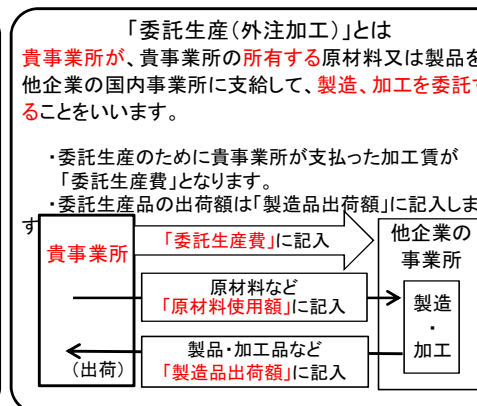 「委託生産(外注加工)」とは
貴事業所が、貴事業所の所有する原材料又は製品を
他企業の国内事業所に支給して、製造、加工を委託す
ることをいいます。
・委託生産のために貴事業所が支払った加工賃が
「委託生産費」となります。
・委託生産品の出荷額は「製造品出荷額」に記入しま
す
貴事業所
「委託生産費」に記入
他企業の
事業所
原材料など
「原材料使用額」に記入
製造
・
加工
製品・加工品など
「製造品出荷額」に記入
(出荷)